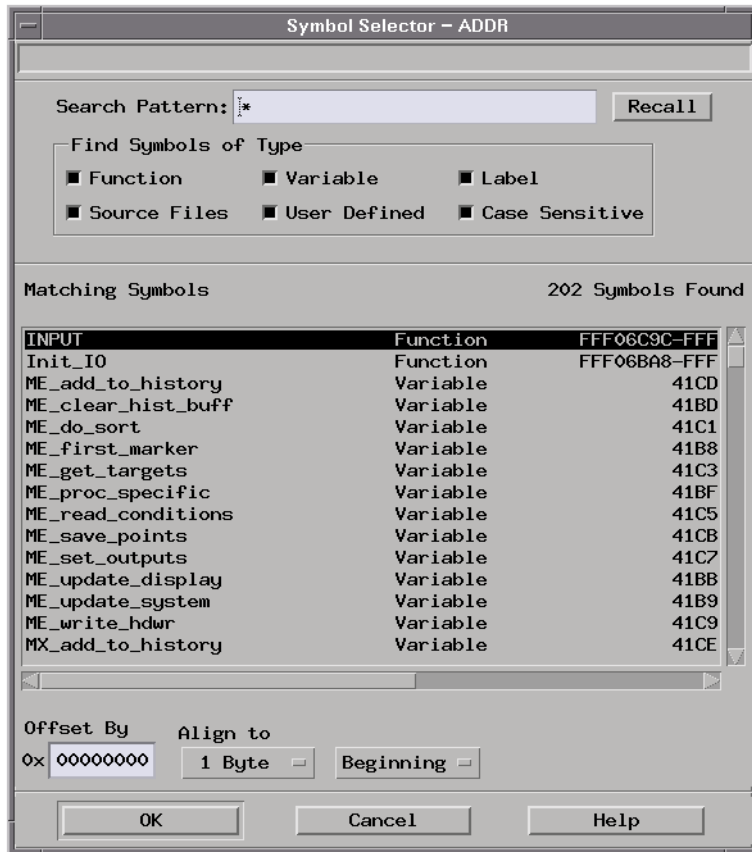 Symbol Selector — ADDR
Search Pattern: * Recall
Find Symbols of Type
Function Variable Label
Source Files User Defined Case Sensitive
Matching Symbols 202 Symbols Found
INPUT Function FFF06C9C-FFF
Init_IO Function FFF06BA8-FFF
ME_add_to_history Variable 41CD
ME_clear_hist_buff Variable 41BD
ME_do_sort Variable 41C1
ME_first_marker Variable 41B8
ME_get_targets Variable 41C3
ME_proc_specific Variable 41BF
ME_read_conditions Variable 41C5
ME_save_points Variable 41CB
ME_set_outputs Variable 41C7
ME_update_display Variable 41BB
ME_update_system Variable 41B9
ME_write_hdwr Variable 41C9
MX_add_to_history Variable 41CE
Offset By Align to
0x 00000000 1 Byte Beginning
OK Cancel Help